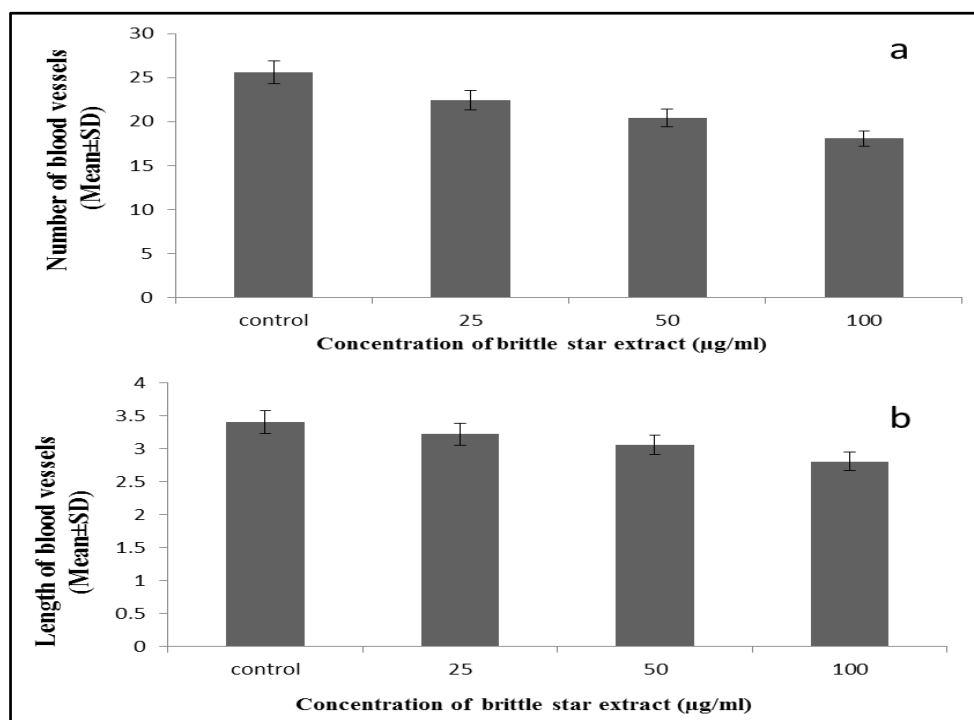 a
Number of blood vessels
(Mean±SD)
30
25
20
15
10
5
0
control 25 50 100
Concentration of brittle star extract (µg/ml)
b
Length of blood vessels
(Mean±SD)
4
3.5
3
2.5
2
1.5
1
0.5
0
control 25 50 100
Concentration of brittle star extract (µg/ml)